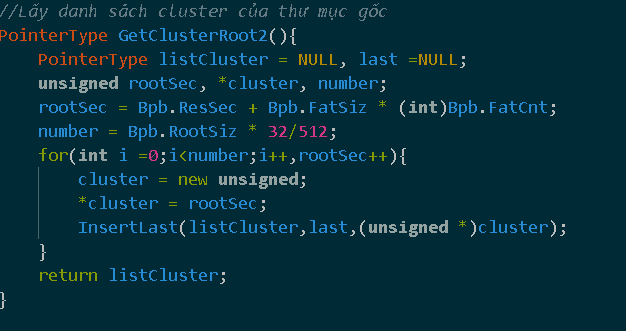 //Lấy danh sách cluster của thư mục gốc
PointerType GetClusterRoot2(){
PointerType listCluster = NULL, last =NULL;
unsigned rootSec, *cluster, number;
rootSec = Bpb.ResSec + Bpb.FatSiz * (int)Bpb.FatCnt;
number = Bpb.RootSiz * 32/512;
for(int i =0;i<number;i++,rootSec++){
cluster = new unsigned;
*cluster = rootSec;
InsertLast(listCluster,last,(unsigned *)cluster);
}
return listCluster;
}